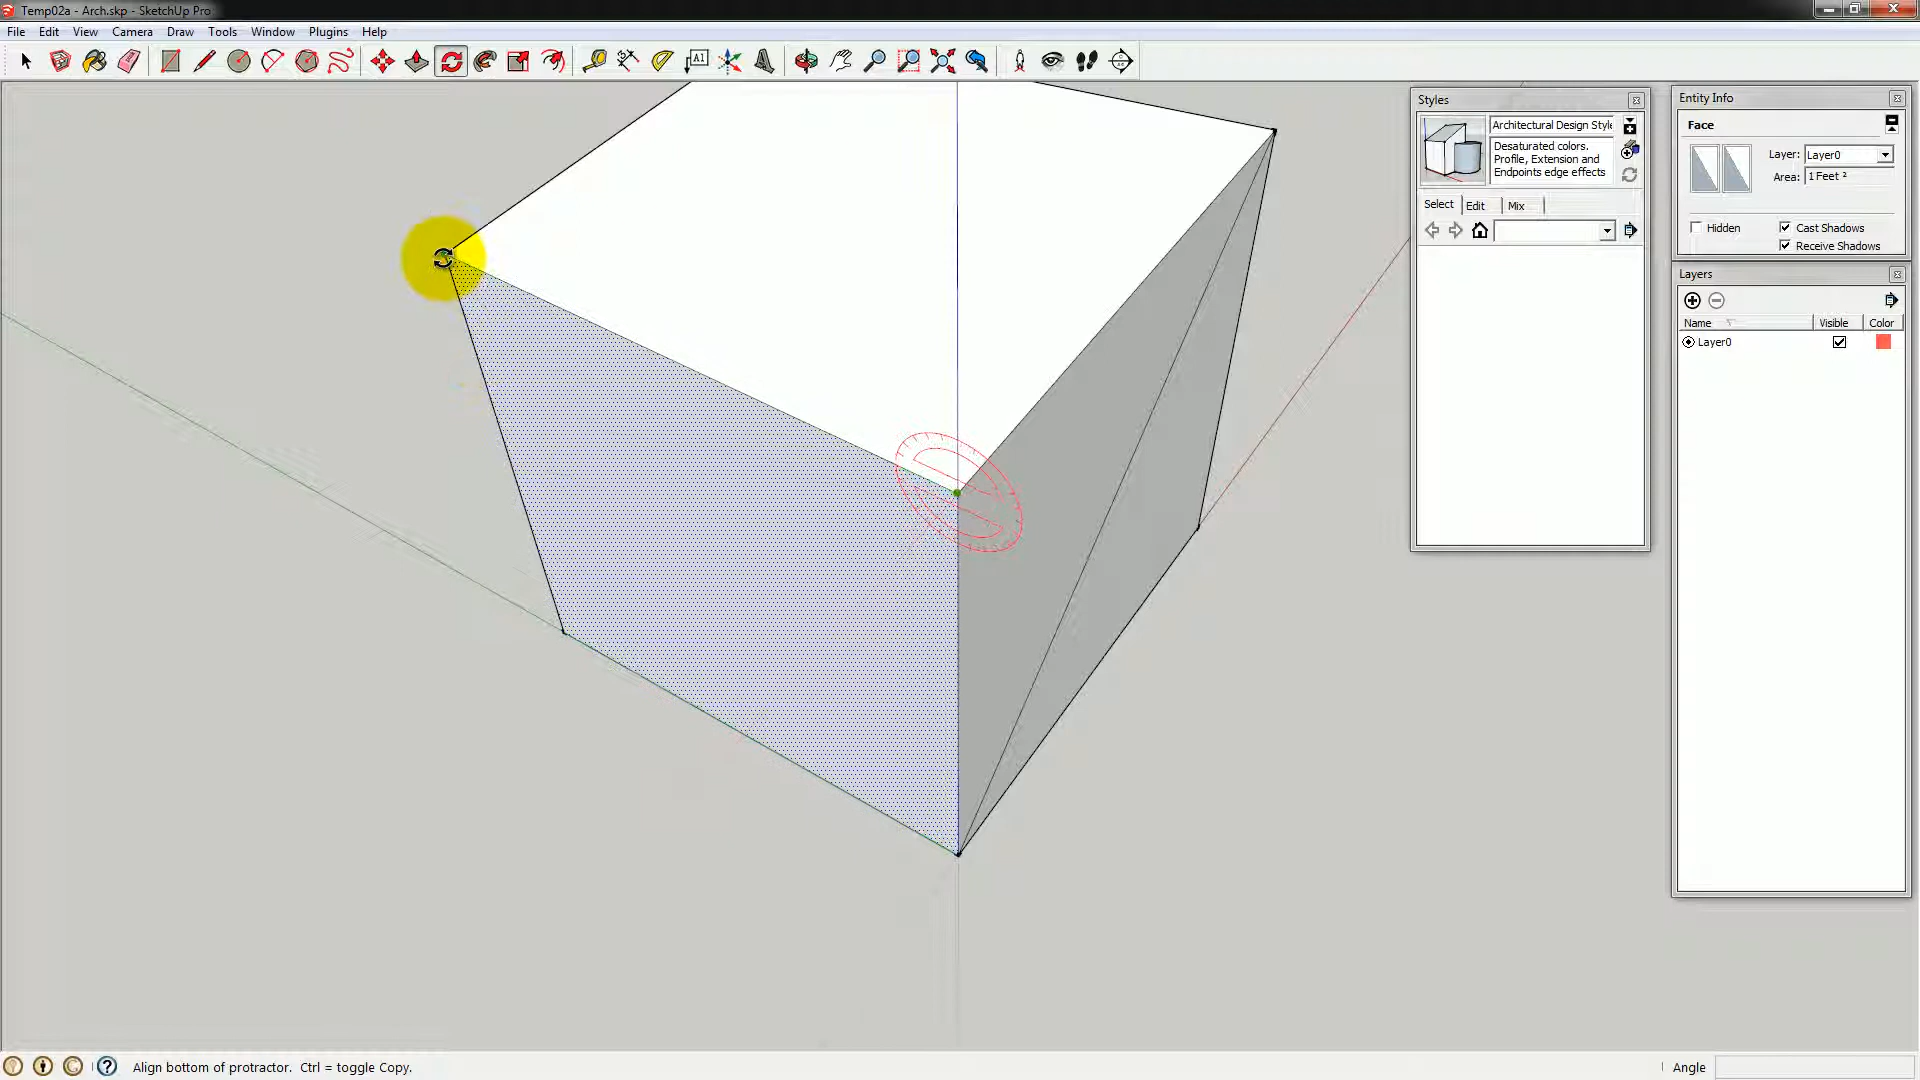 Temp02a - Arch.skp - SketchUp Pro
File Edit View Camera Draw Tools Window Plugins Help
A1
Styles
Architectural Design Style
Desaturated colors.
Profile, Extension and
Endpoints edge effects
Select Edit Mix
Entity Info
Face
Layer: Layer0
Area: 1 Feet ²
Hidden Cast Shadows
Receive Shadows
Layers
Name Visible Color
Layer0
Align bottom of protractor. Ctrl = toggle Copy.
Angle